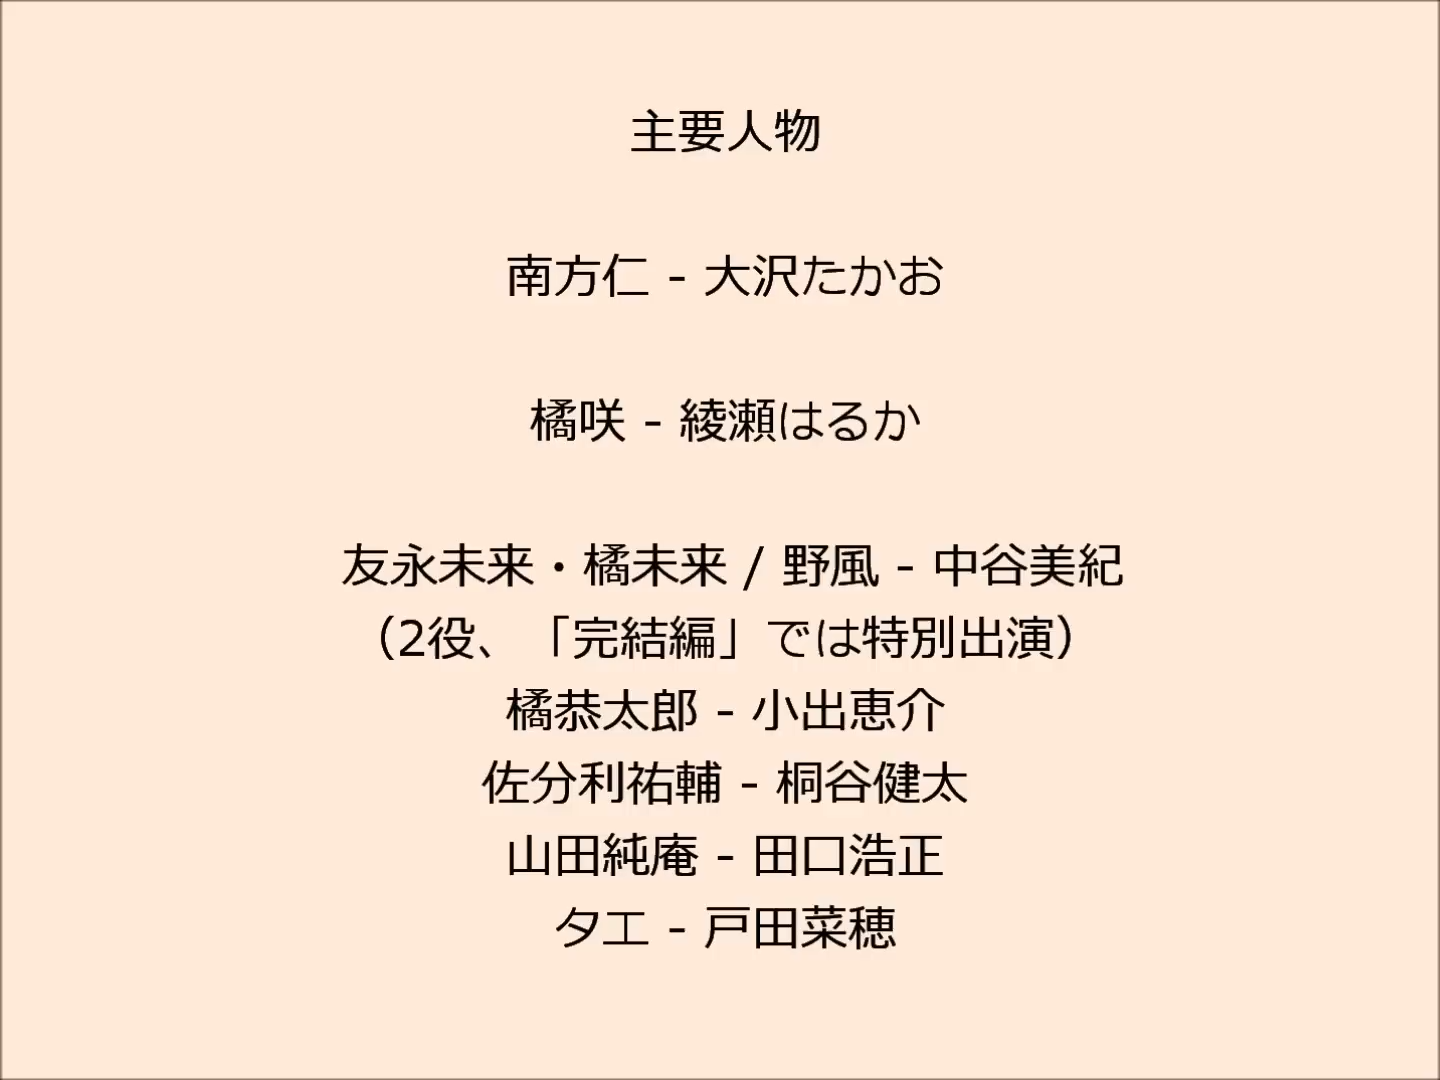 主要人物
南方仁 - 大沢たかお
橘咲 - 綾瀬はるか
友永未来・橘未来 / 野風 - 中谷美紀
（2役、「完結編」では特別出演）
橘恭太郎 - 小出恵介
佐分利祐輔 - 桐谷健太
山田純庵 - 田口浩正
タエ - 戸田菜穂